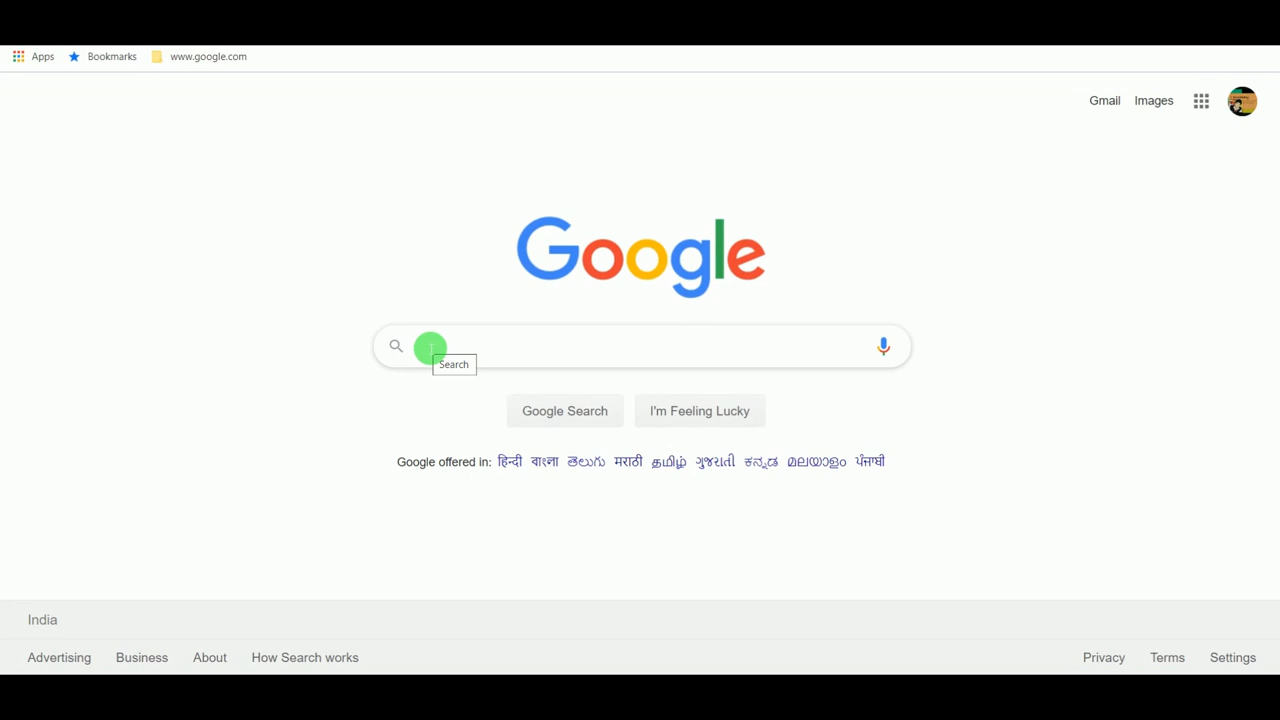 Apps Bookmarks www.google.com
Gmail Images
Google
Search
Google Search I'm Feeling Lucky
Google offered in: हिन्दी বাংলা తెలుగు मराठी தமிழ் ગુજરાતી ಕನ್ನಡ മലയാളം ਪੰਜਾਬੀ
India
Advertising Business About How Search works Privacy Terms Settings